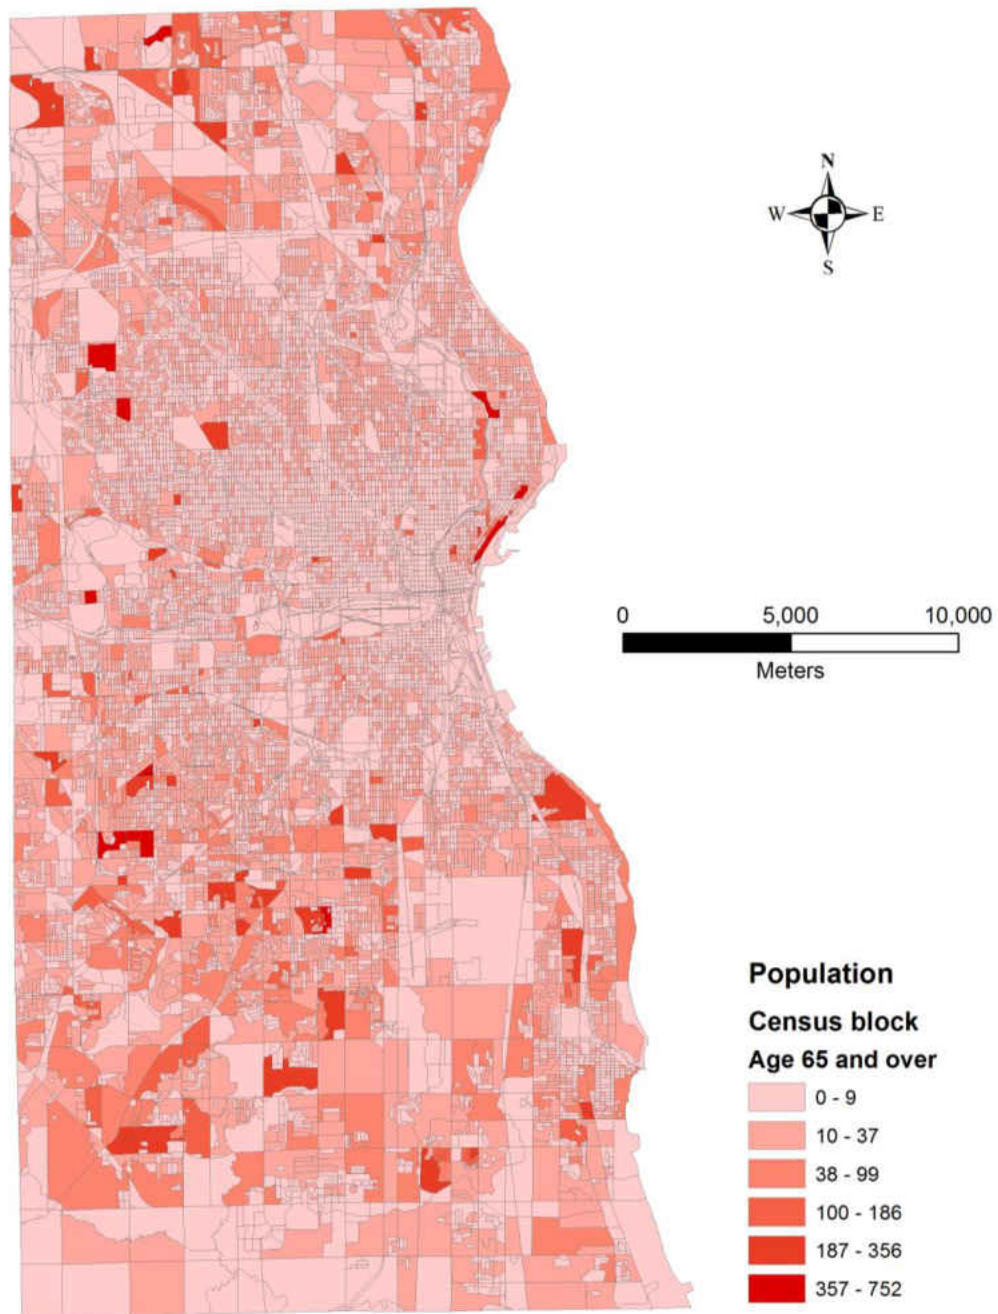 N
W E
S
0 5,000 10,000
Meters
Population
Census block
Age 65 and over
0 - 9
10 - 37
38 - 99
100 - 186
187 - 356
357 - 752